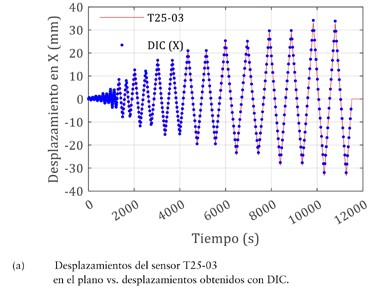 40
T25-03
30
DIC (X)
20
10
0
-10
-20
-30
-40
Desplazamiento en X (mm)
0
2000
4000
6000
8000
10000
12000
Tiempo (s)
(a) Desplazamientos del sensor T25-03
en el plano vs. desplazamientos obtenidos con DIC.